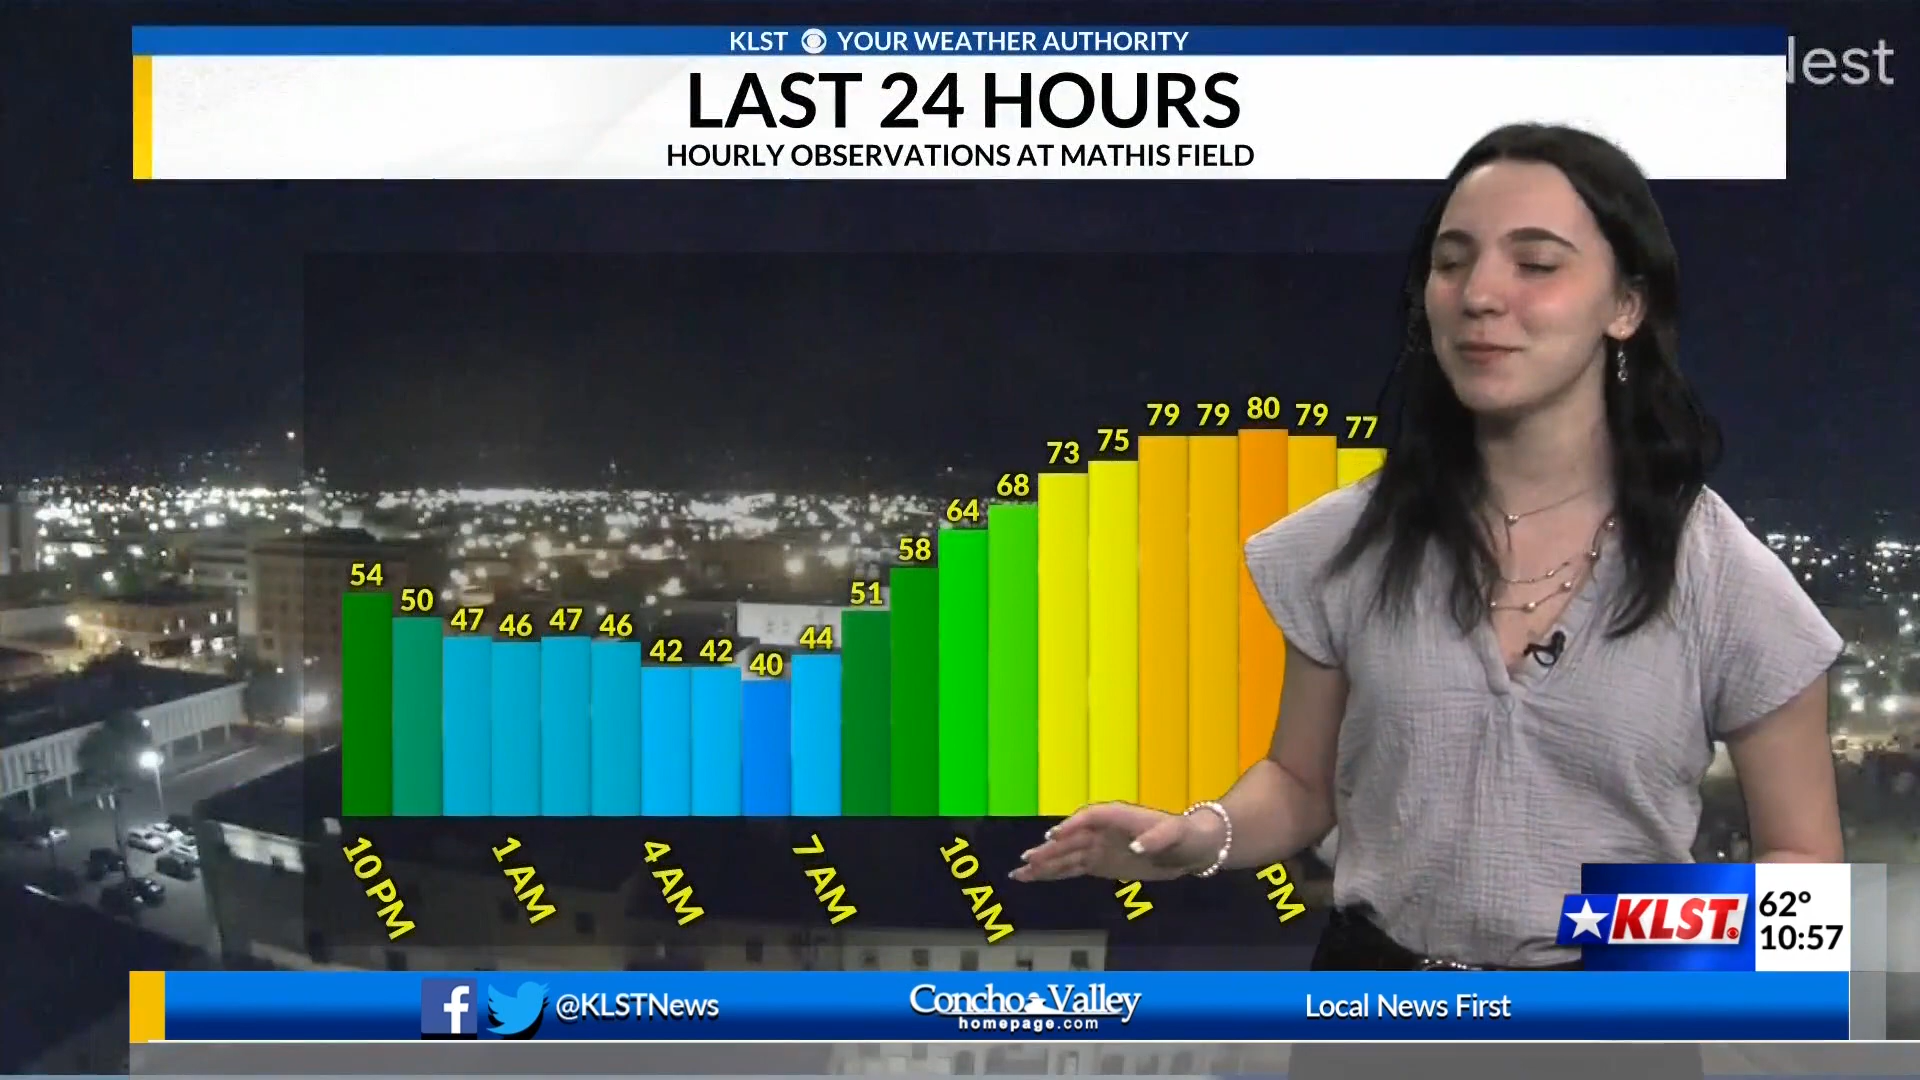 KLST YOUR WEATHER AUTHORITY
LAST 24 HOURS
HOURLY OBSERVATIONS AT MATHIS FIELD
54 50 47 46 47 46 42 42 40 44 51 58 64 68 73 75 79 79 80 79 77
10 PM 1 AM 4 AM 7 AM 10 AM PM
KLST
62°
10:57
@KLSTNews
Concho Valley
homepage.com
Local News First